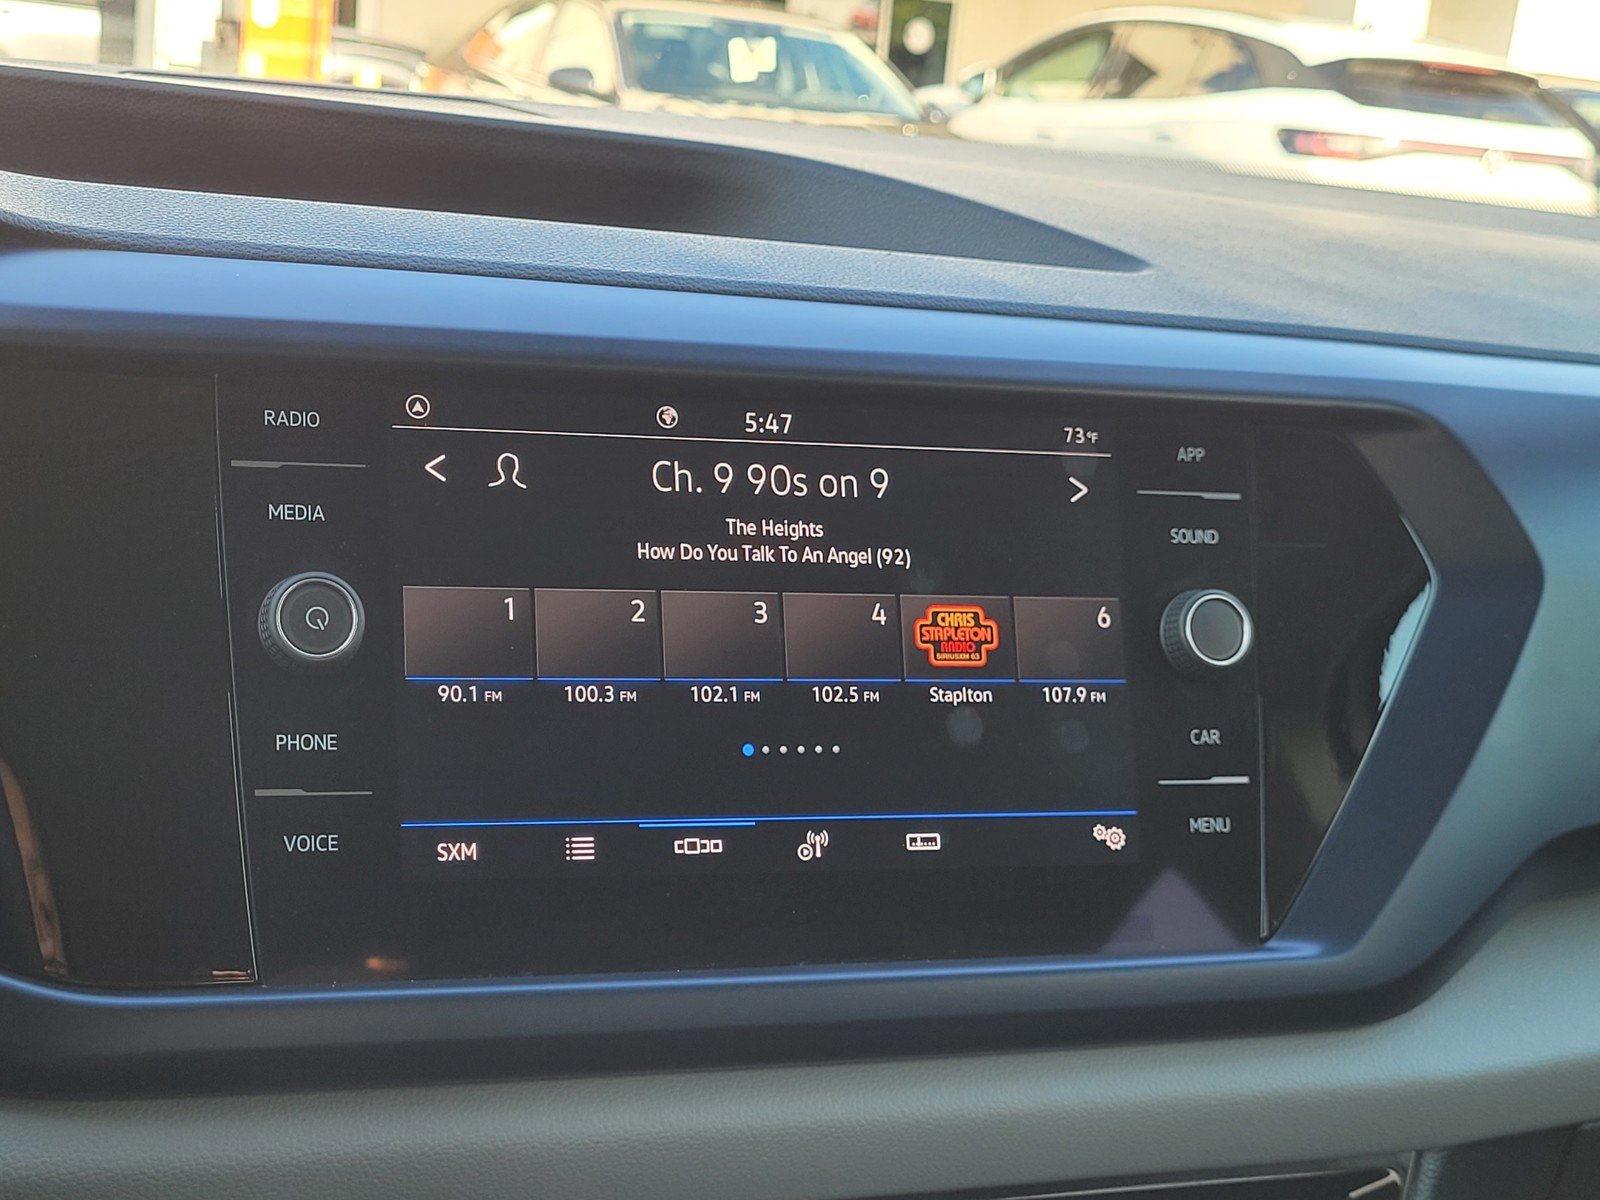 RADIO
MEDIA
PHONE
VOICE
5:47
73°F
Ch. 9 90s on 9
The Heights
How Do You Talk To An Angel (92)
1 2 3 4 6
CHRIS
STAPLETON
RADIO
SIRIUSXM 63
90.1 FM 100.3 FM 102.1 FM 102.5 FM Staplton 107.9 FM
SXM
APP
SOUND
CAR
MENU